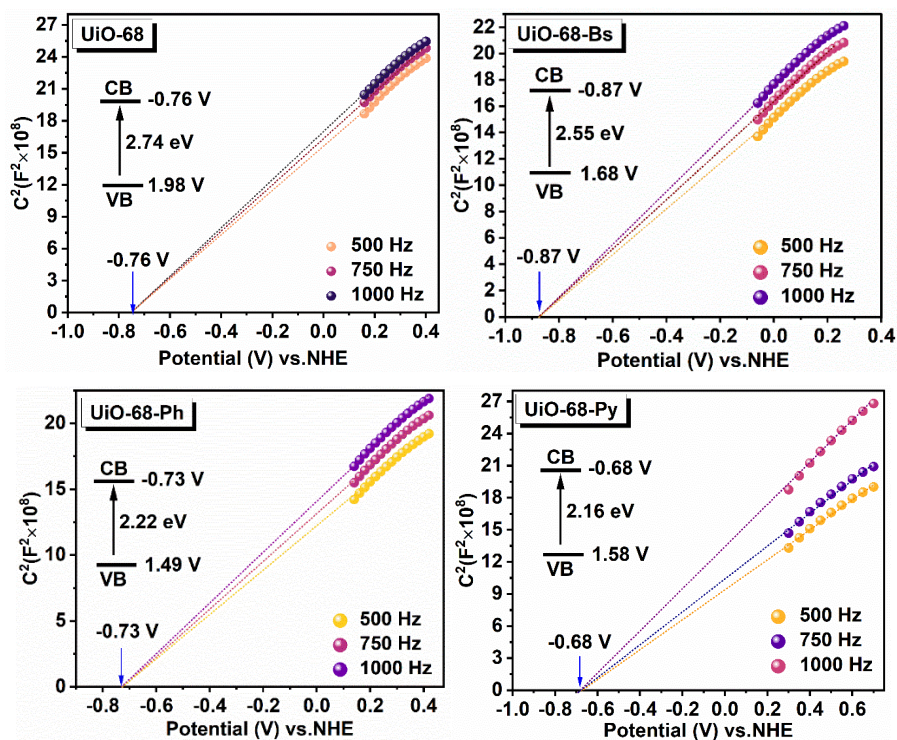 UiO-68
C²(F²×10⁸)
27
24
21
18
15
12
9
6
3
0
CB
-0.76 V
2.74 eV
1.98 V
VB
-0.76 V
500 Hz
750 Hz
1000 Hz
-1.0 -0.8 -0.6 -0.4 -0.2 0.0 0.2 0.4
Potential (V) vs.NHE
UiO-68-Bs
C²(F²×10⁸)
22
20
18
16
14
12
10
8
6
4
2
0
CB
-0.87 V
2.55 eV
1.68 V
VB
-0.87 V
500 Hz
750 Hz
1000 Hz
-1.0 -0.8 -0.6 -0.4 -0.2 0.0 0.2 0.4
Potential (V) vs.NHE
UiO-68-Ph
C²(F²×10⁸)
20
15
10
5
0
CB
-0.73 V
2.22 eV
1.49 V
VB
-0.73 V
500 Hz
750 Hz
1000 Hz
-0.8 -0.6 -0.4 -0.2 0.0 0.2 0.4
Potential (V) vs.NHE
UiO-68-Py
C²(F²×10⁸)
27
24
21
18
15
12
9
6
3
0
CB
-0.68 V
2.16 eV
1.58 V
VB
-0.68 V
500 Hz
750 Hz
1000 Hz
-1.0 -0.8 -0.6 -0.4 -0.2 0.0 0.2 0.4 0.6
Potential (V) vs.NHE